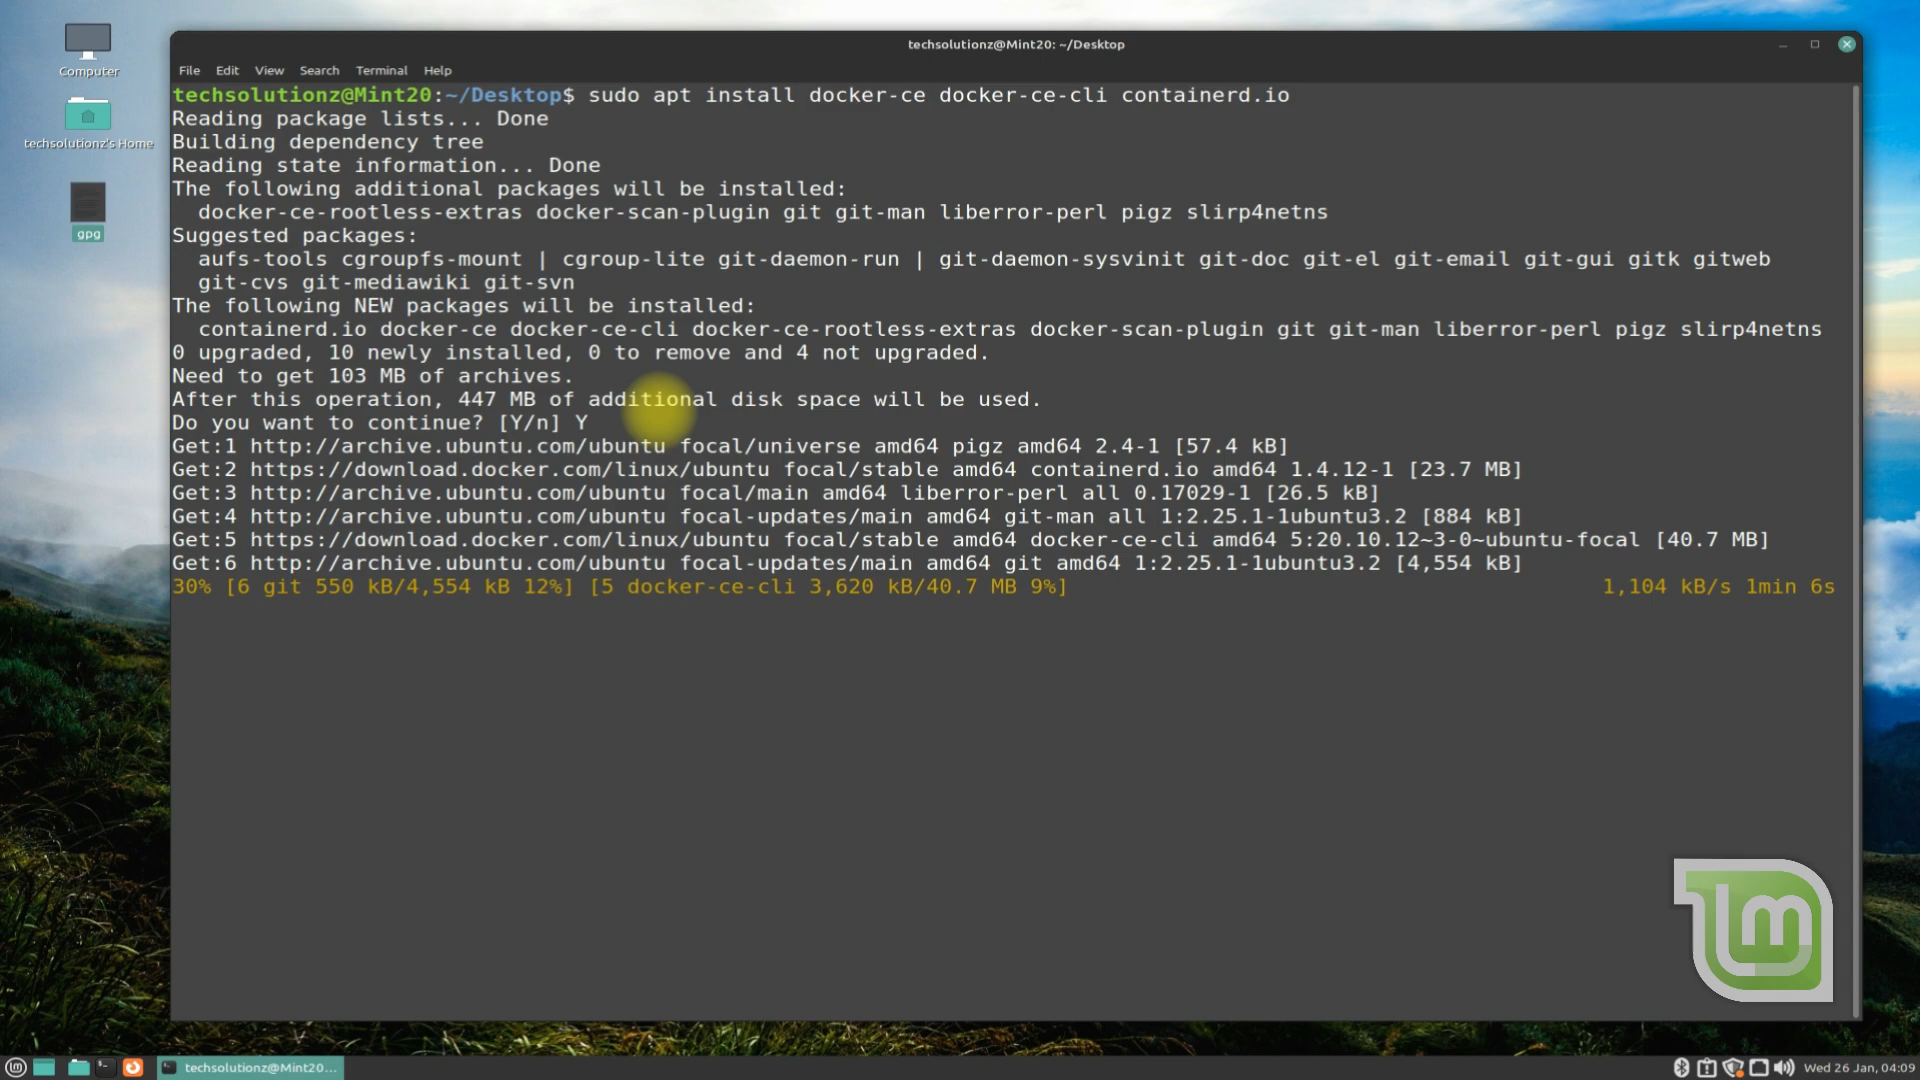 techsolutionz@Mint20: ~/Desktop
Computer
techsolutionz's Home
gpg
File Edit View Search Terminal Help
techsolutionz@Mint20:~/Desktop$ sudo apt install docker-ce docker-ce-cli containerd.io
Reading package lists... Done
Building dependency tree
Reading state information... Done
The following additional packages will be installed:
  docker-ce-rootless-extras docker-scan-plugin git git-man liberror-perl pigz slirp4netns
Suggested packages:
  aufs-tools cgroupfs-mount | cgroup-lite git-daemon-run | git-daemon-sysvinit git-doc git-el git-email git-gui gitk gitweb
  git-cvs git-mediawiki git-svn
The following NEW packages will be installed:
  containerd.io docker-ce docker-ce-cli docker-ce-rootless-extras docker-scan-plugin git git-man liberror-perl pigz slirp4netns
0 upgraded, 10 newly installed, 0 to remove and 4 not upgraded.
Need to get 103 MB of archives.
After this operation, 447 MB of additional disk space will be used.
Do you want to continue? [Y/n] Y
Get:1 http://archive.ubuntu.com/ubuntu focal/universe amd64 pigz amd64 2.4-1 [57.4 kB]
Get:2 https://download.docker.com/linux/ubuntu focal/stable amd64 containerd.io amd64 1.4.12-1 [23.7 MB]
Get:3 http://archive.ubuntu.com/ubuntu focal/main amd64 liberror-perl all 0.17029-1 [26.5 kB]
Get:4 http://archive.ubuntu.com/ubuntu focal-updates/main amd64 git-man all 1:2.25.1-1ubuntu3.2 [884 kB]
Get:5 https://download.docker.com/linux/ubuntu focal/stable amd64 docker-ce-cli amd64 5:20.10.12~3-0~ubuntu-focal [40.7 MB]
Get:6 http://archive.ubuntu.com/ubuntu focal-updates/main amd64 git amd64 1:2.25.1-1ubuntu3.2 [4,554 kB]
30% [6 git 550 kB/4,554 kB 12%] [5 docker-ce-cli 3,620 kB/40.7 MB 9%] 1,104 kB/s 1min 6s
lm
techsolutionz@Mint20...
Wed 26 Jan, 04:09